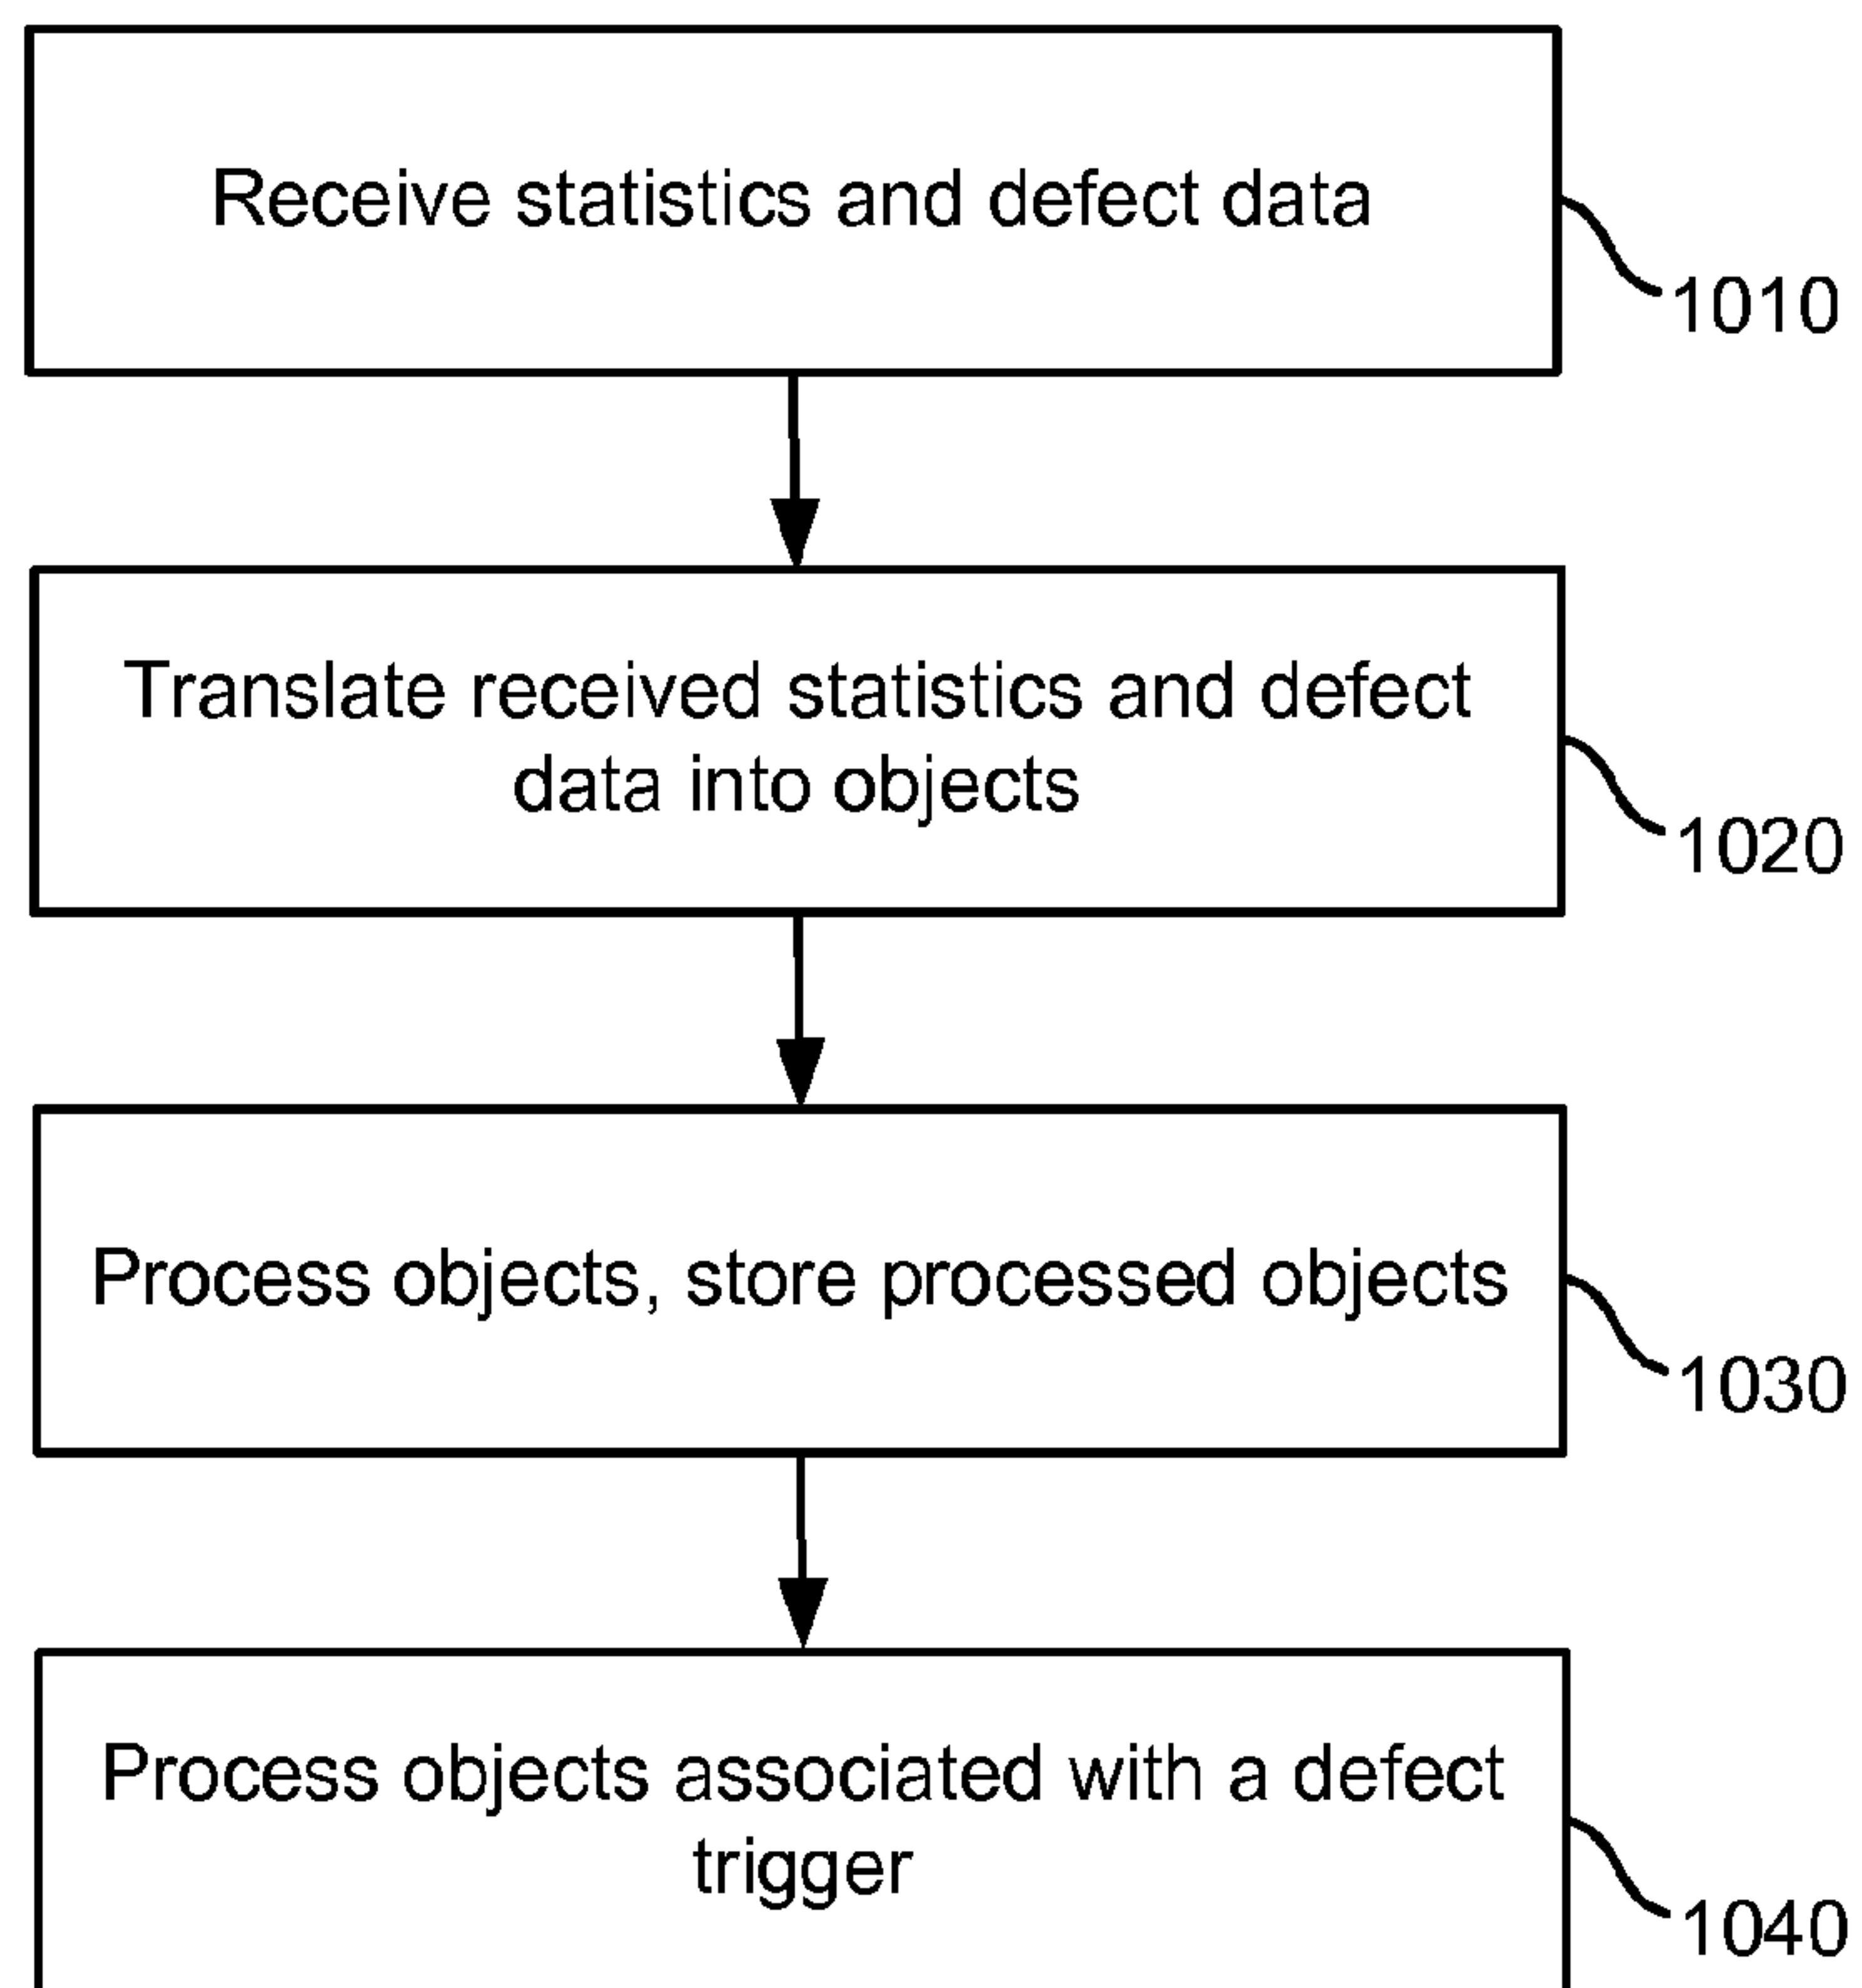 Receive statistics and defect data
1010
Translate received statistics and defect
data into objects
1020
Process objects, store processed objects
1030
Process objects associated with a defect
trigger
1040